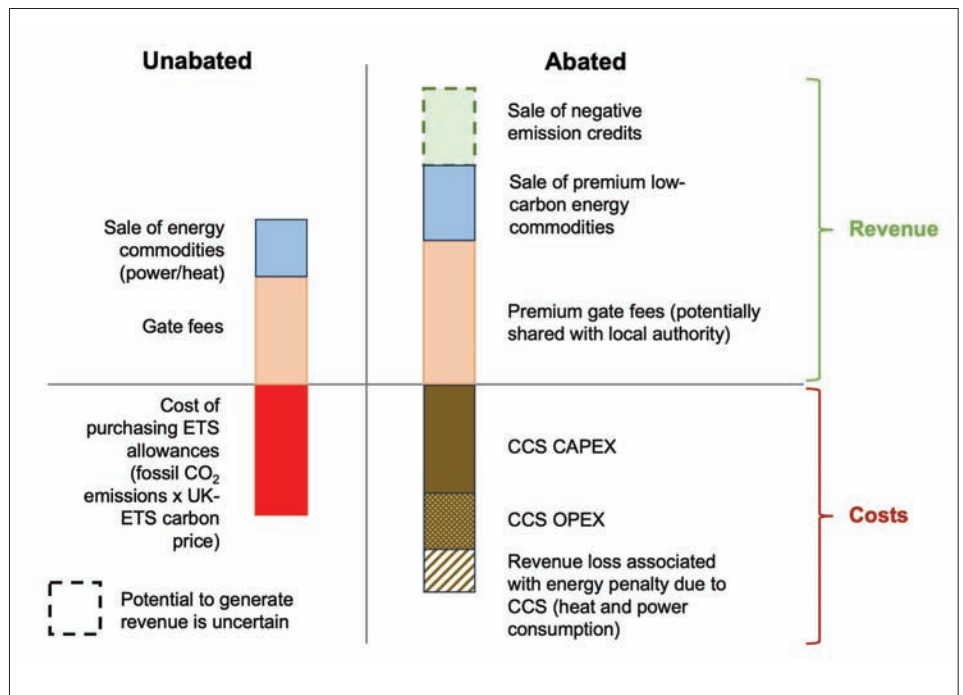 Unabated
Abated
Sale of negative
emission credits
Sale of premium low-
carbon energy
commodities
Revenue
Sale of energy
commodities
(power/heat)
Gate fees
Premium gate fees (potentially
shared with local authority)
Cost of
purchasing ETS
allowances
(fossil CO₂
emissions x UK-
ETS carbon
price)
CCS CAPEX
CCS OPEX
Costs
Revenue loss associated
with energy penalty due to
CCS (heat and power
consumption)
Potential to generate
revenue is uncertain